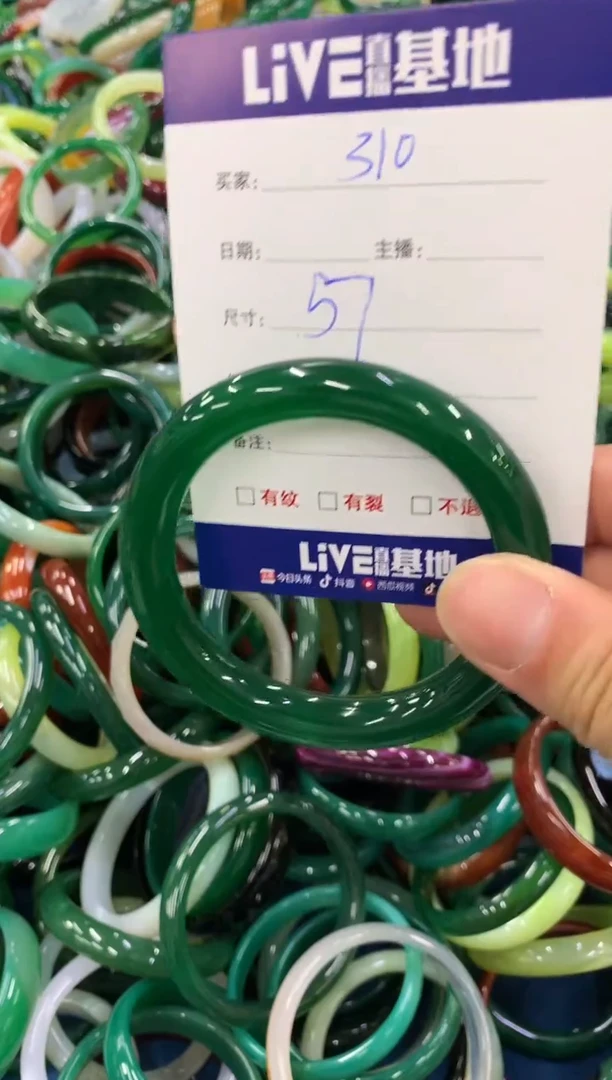 LiVE直播基地
买家: 310
日期: 主播:
尺寸: 57
备注:
□有纹 □有裂 □不退
LiVE直播基地
今日头条 抖音 西瓜视频